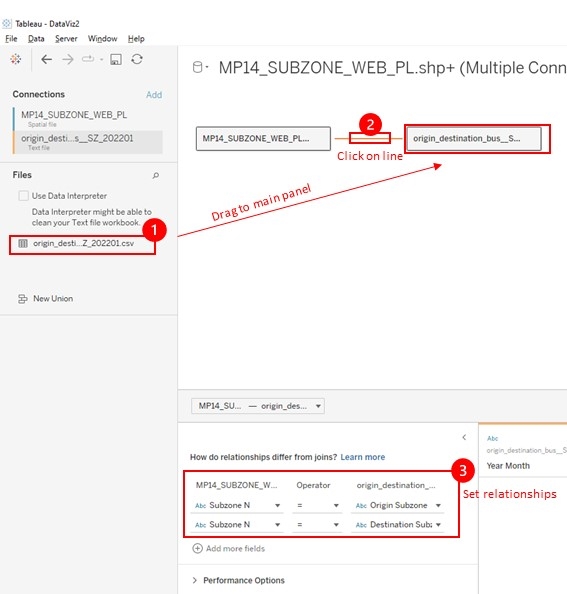 Tableau - DataViz2
File Data Server Window Help
Connections Add
MP14_SUBZONE_WEB_PL
Spatial file
origin_desti...s__SZ_202201
Text file
Files
Use Data Interpreter
Data Interpreter might be able to
clean your Text file workbook.
1
origin_desti...Z_202201.csv
New Union
MP14_SUBZONE_WEB_PL.shp+ (Multiple Conn
MP14_SUBZONE_WEB_PL...
2
origin_destination_bus__S...
Click on line
Drag to main panel
MP14_SU... — origin_des...
How do relationships differ from joins? Learn more
3
MP14_SUBZONE_W... Operator origin_destination_...
Abc Subzone N = Abc Origin Subzone
Abc Subzone N = Abc Destination Sub
Add more fields
Performance Options
Set relationships
Abc
origin_destination_bus__S
Year Month